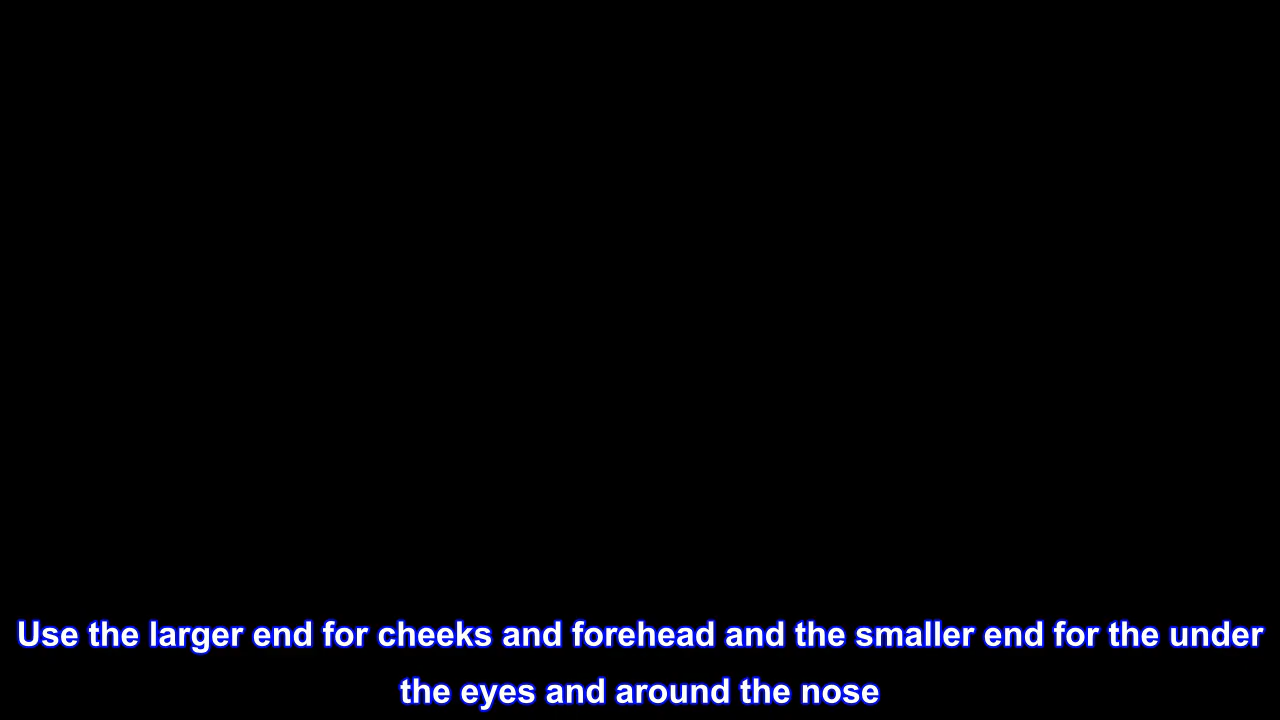 Use the larger end for cheeks and forehead and the smaller end for the under
the eyes and around the nose